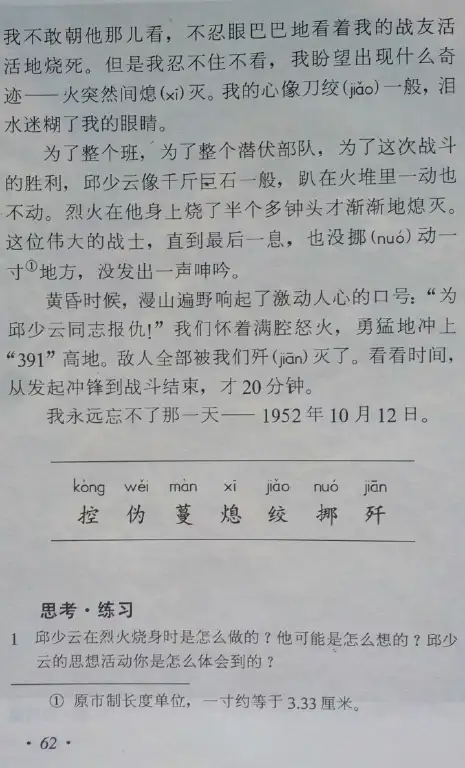 我不敢朝他那儿看，不忍眼巴巴地看着我的战友活
活地烧死。但是我忍不住不看，我盼望出现什么奇
迹——火突然间熄(xī)灭。我的心像刀绞(jiǎo)一般，泪
水迷糊了我的眼睛。
为了整个班，为了整个潜伏部队，为了这次战斗
的胜利，邱少云像千斤巨石一般，趴在火堆里一动也
不动。烈火在他身上烧了半个多钟头才渐渐地熄灭。
这位伟大的战士，直到最后一息，也没挪(nuó)动一
寸①地方，没发出一声呻吟。
黄昏时候，漫山遍野响起了激动人心的口号：“为
邱少云同志报仇！”我们怀着满腔怒火，勇猛地冲上
“391”高地。敌人全部被我们歼(jiān)灭了。看看时间，
从发起冲锋到战斗结束，才20分钟。
我永远忘不了那一天——1952年10月12日。
kòng wěi màn xī jiǎo nuó jiān
控 伪 蔓 熄 绞 挪 歼
思考·练习
1 邱少云在烈火烧身时是怎么做的？他可能是怎么想的？邱少
云的思想活动你是怎么体会到的？
① 原市制长度单位，一寸约等于3.33厘米。
·62·